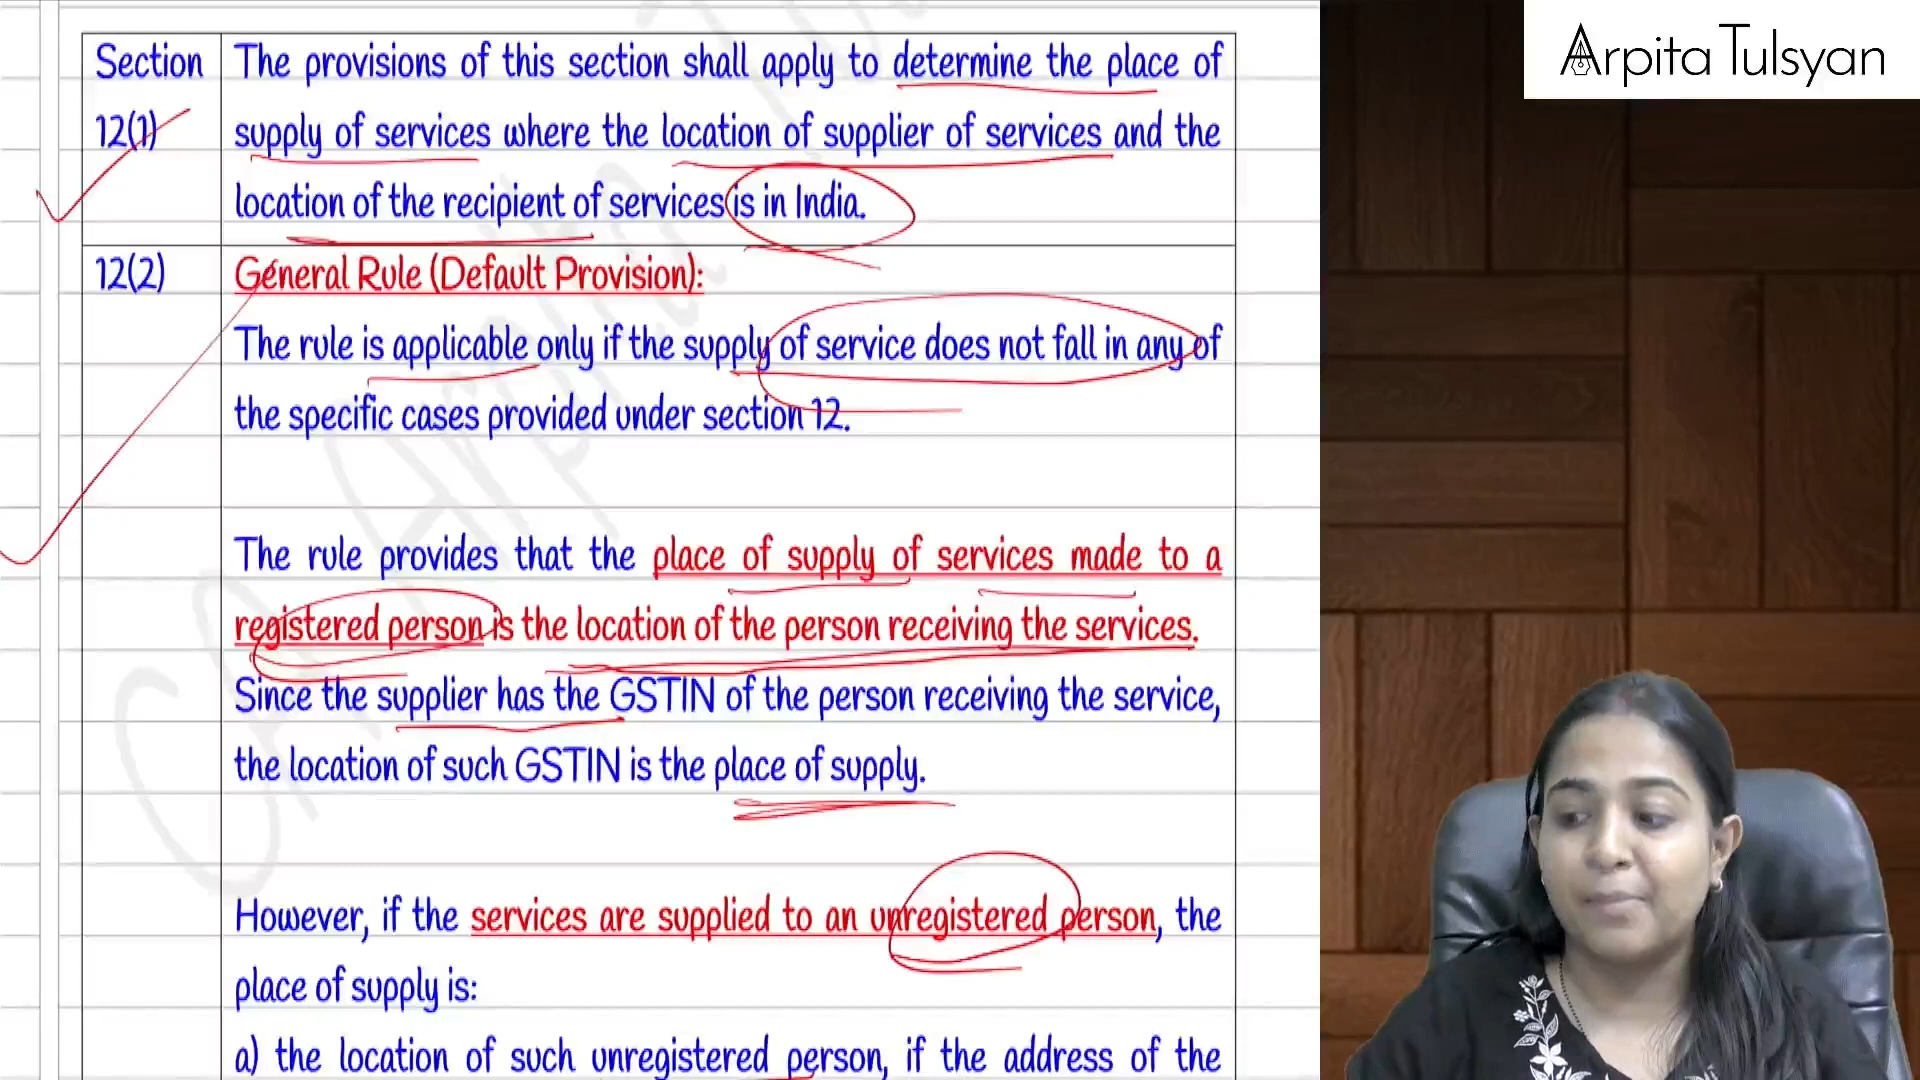 Arpita Tulsyan
Section
12(1)
The provisions of this section shall apply to determine the place of
supply of services where the location of supplier of services and the
location of the recipient of services is in India.
12(2)
General Rule (Default Provision):
The rule is applicable only if the supply of service does not fall in any of
the specific cases provided under section 12.
The rule provides that the place of supply of services made to a
registered person is the location of the person receiving the services.
Since the supplier has the GSTIN of the person receiving the service,
the location of such GSTIN is the place of supply.
However, if the services are supplied to an unregistered person, the
place of supply is:
a) the location of such unregistered person, if the address of the
CA Arpita Tu